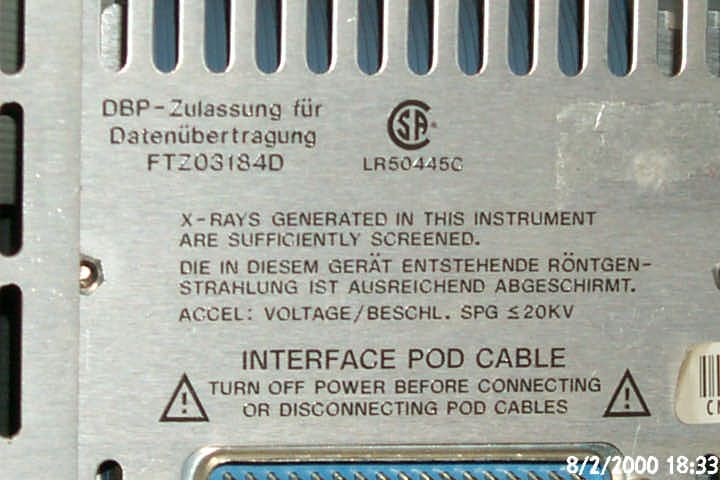 DBP-Zulassung für
Datenübertragung
FTZ03184D
CSA
LR50445C
X-RAYS GENERATED IN THIS INSTRUMENT
ARE SUFFICIENTLY SCREENED.
DIE IN DIESEM GERÄT ENTSTEHENDE RÖNTGEN-
STRAHLUNG IST AUSREICHEND ABGESCHIRMT.
ACCEL: VOLTAGE/BESCHL. SPG ≤20KV
INTERFACE POD CABLE
TURN OFF POWER BEFORE CONNECTING
OR DISCONNECTING POD CABLES
8/2/2000 18:33